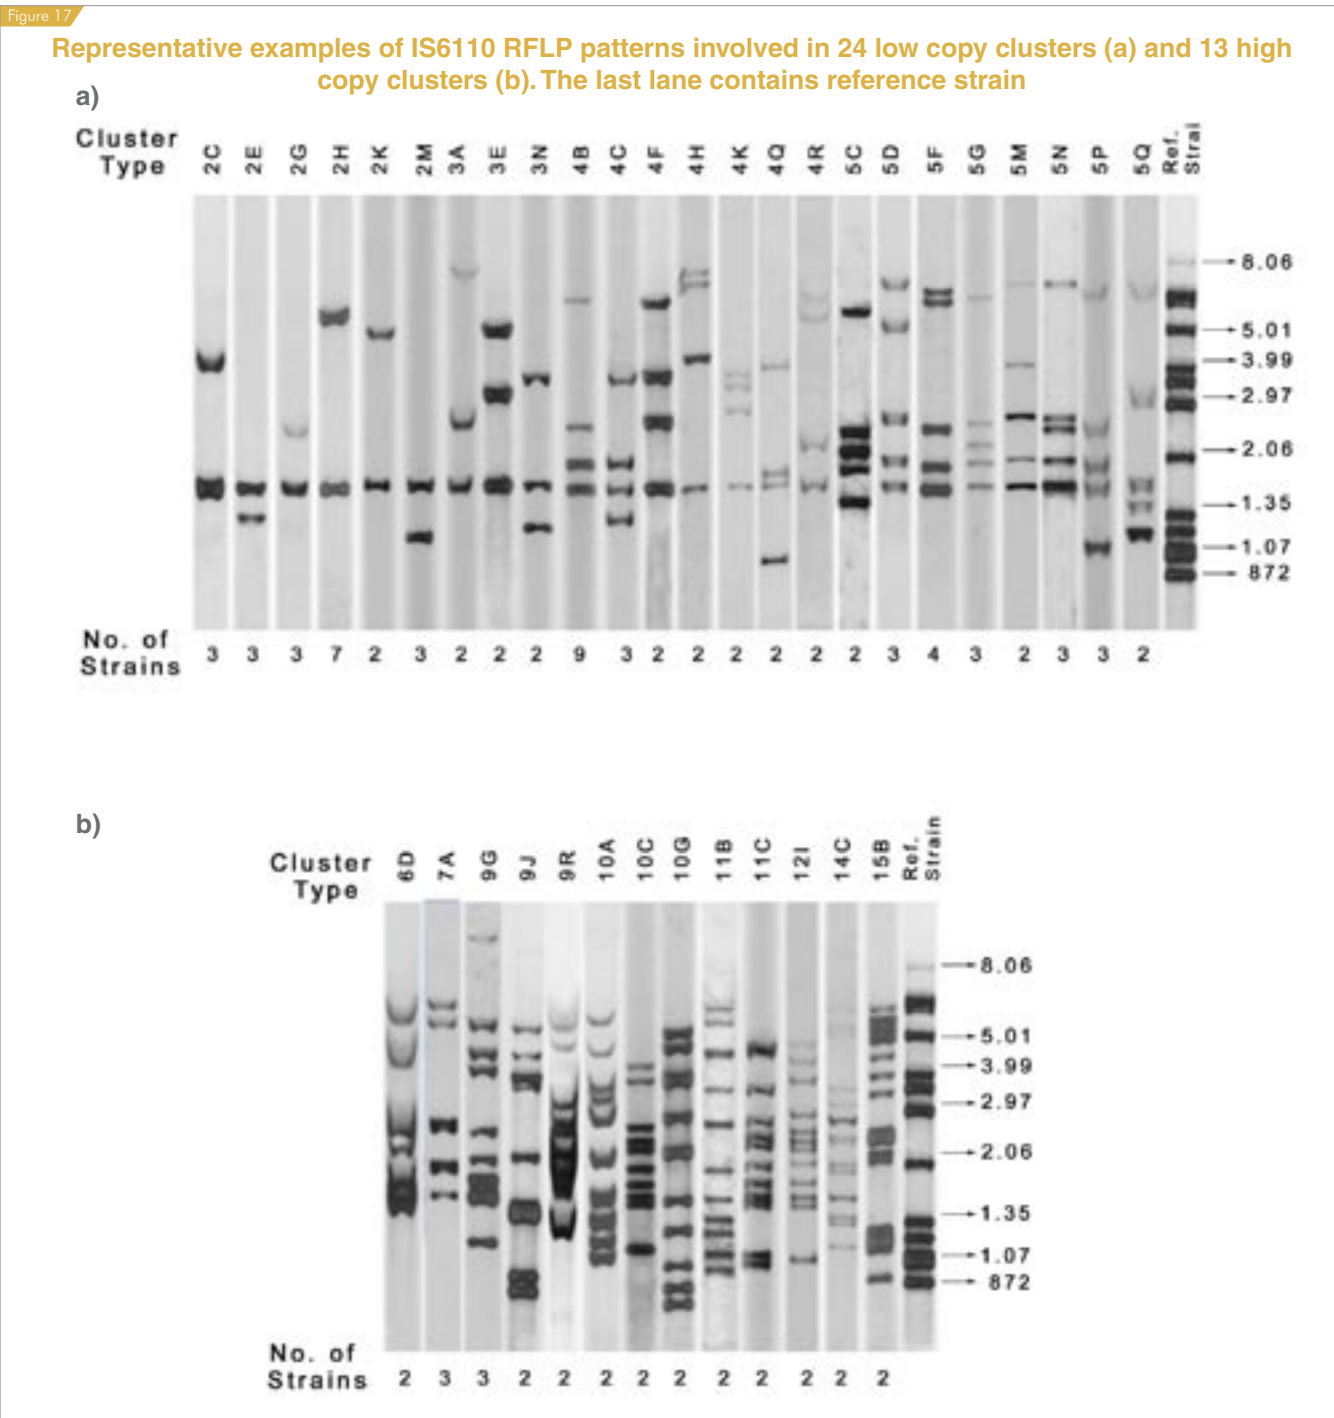 Figure 17
Representative examples of IS6110 RFLP patterns involved in 24 low copy clusters (a) and 13 high
copy clusters (b). The last lane contains reference strain
a)
Cluster Type 2C 2E 2G 2H 2K 2M 3A 3E 3N 4B 4C 4F 4H 4K 4Q 4R 5C 5D 5F 5G 5M 5N 5P 5Q Ref. Strai
8.06
5.01
3.99
2.97
2.06
1.35
1.07
872
No. of Strains 3 3 3 7 2 3 2 2 2 9 3 2 2 2 2 2 2 3 4 3 2 3 3 2
b)
Cluster Type 6D 7A 9G 9J 9R 10A 10C 10G 11B 11C 12I 14C 15B Ref. Strain
8.06
5.01
3.99
2.97
2.06
1.35
1.07
872
No. of Strains 2 3 3 2 2 2 2 2 2 2 2 2 2